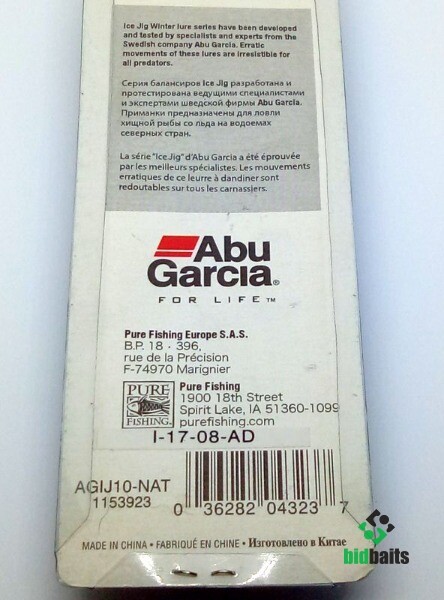 Ice Jig Winter lure series have been developed
and tested by specialists and experts from the
Swedish company Abu Garcia. Erratic
movements of these lures are irresistible for
all predators.
Серия балансиров Ice Jig разработана и
протестирована ведущими специалистами
и экспертами шведской фирмы Abu Garcia.
Приманки предназначены для ловли
хищной рыбы со льда на водоемах
северных стран.
La série "Ice Jig" d'Abu Garcia a été éprouvée
par les meilleurs spécialistes. Les mouvements
erratiques de ce leurre à dandiner sont
redoutables sur tous les carnassiers.
Abu
Garcia®
FOR LIFE™
Pure Fishing Europe S.A.S.
B.P. 18 - 396,
rue de la Précision
F-74970 Marignier
PURE
FISHING
Pure Fishing
1900 18th Street
Spirit Lake, IA 51360-1099
purefishing.com
I-17-08-AD
AGIJ10-NAT
1153923
0 36282 04323 7
MADE IN CHINA • FABRIQUÉ EN CHINE • Изготовлено в Китае
bidbaits